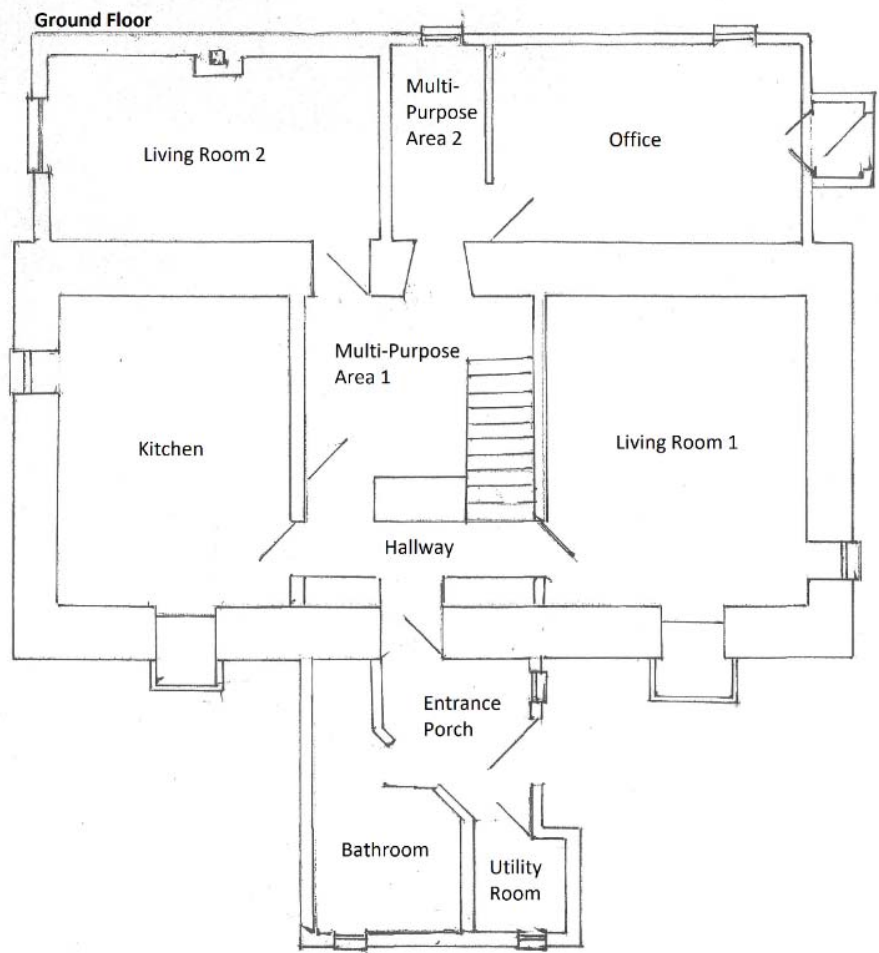 Ground Floor
Multi-
Purpose
Area 2
Office
Living Room 2
Multi-Purpose
Area 1
Kitchen
Living Room 1
Hallway
Entrance
Porch
Bathroom
Utility
Room